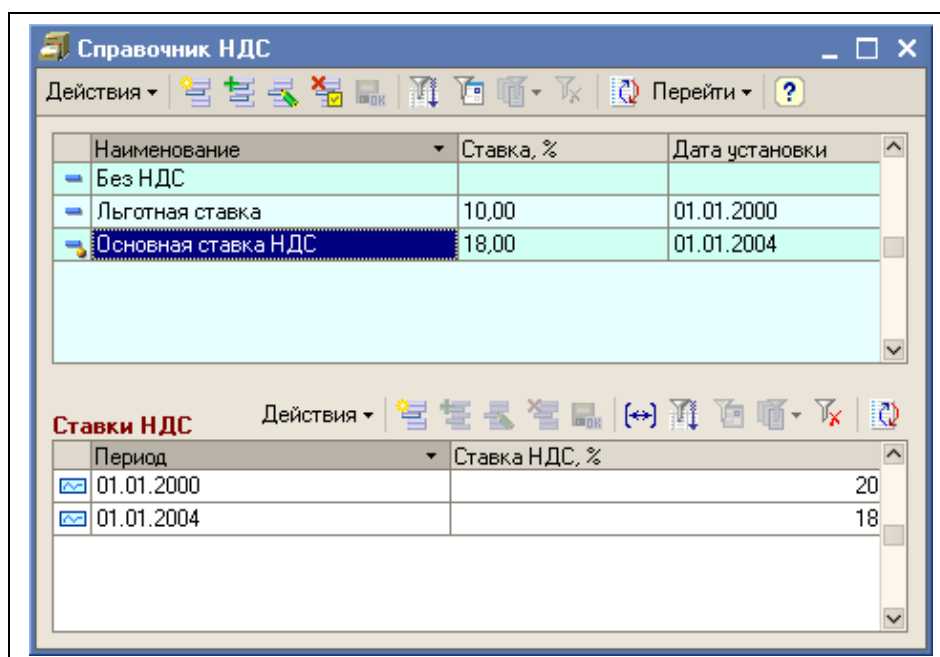 Справочник НДС
Действия Перейти ?
Наименование Ставка, % Дата установки
Без НДС
Льготная ставка 10,00 01.01.2000
Основная ставка НДС 18,00 01.01.2004
Ставки НДС Действия
Период Ставка НДС, %
01.01.2000 20
01.01.2004 18